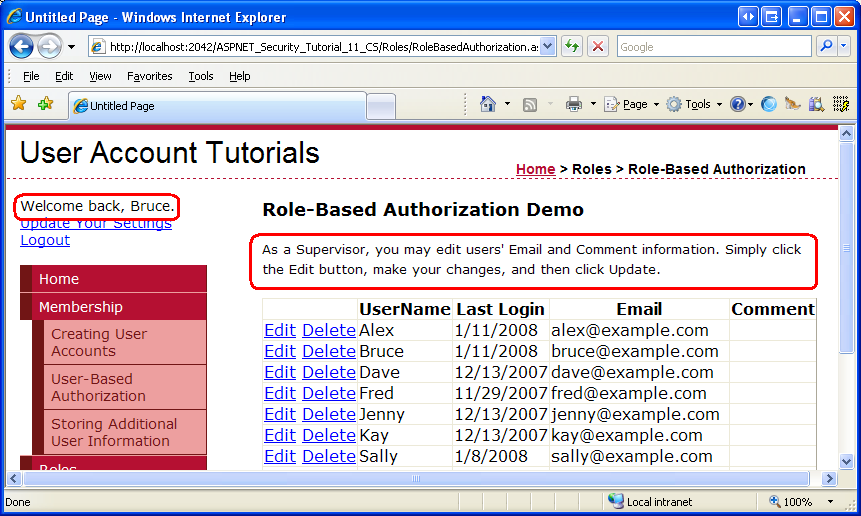 Untitled Page - Windows Internet Explorer
http://localhost:2042/ASPNET_Security_Tutorial_11_CS/Roles/RoleBasedAuthorization.as
Google
File Edit View Favorites Tools Help
Untitled Page
Page Tools
User Account Tutorials
Home > Roles > Role-Based Authorization
Welcome back, Bruce.
Update Your Settings
Logout
Home
Membership
Creating User
Accounts
User-Based
Authorization
Storing Additional
User Information
Roles
Role-Based Authorization Demo
As a Supervisor, you may edit users' Email and Comment information. Simply click
the Edit button, make your changes, and then click Update.
UserName Last Login Email Comment
Edit Delete Alex 1/11/2008 alex@example.com
Edit Delete Bruce 1/11/2008 bruce@example.com
Edit Delete Dave 12/13/2007 dave@example.com
Edit Delete Fred 11/29/2007 fred@example.com
Edit Delete Jenny 12/13/2007 jenny@example.com
Edit Delete Kay 12/13/2007 kay@example.com
Edit Delete Sally 1/8/2008 sally@example.com
Done Local intranet 100%